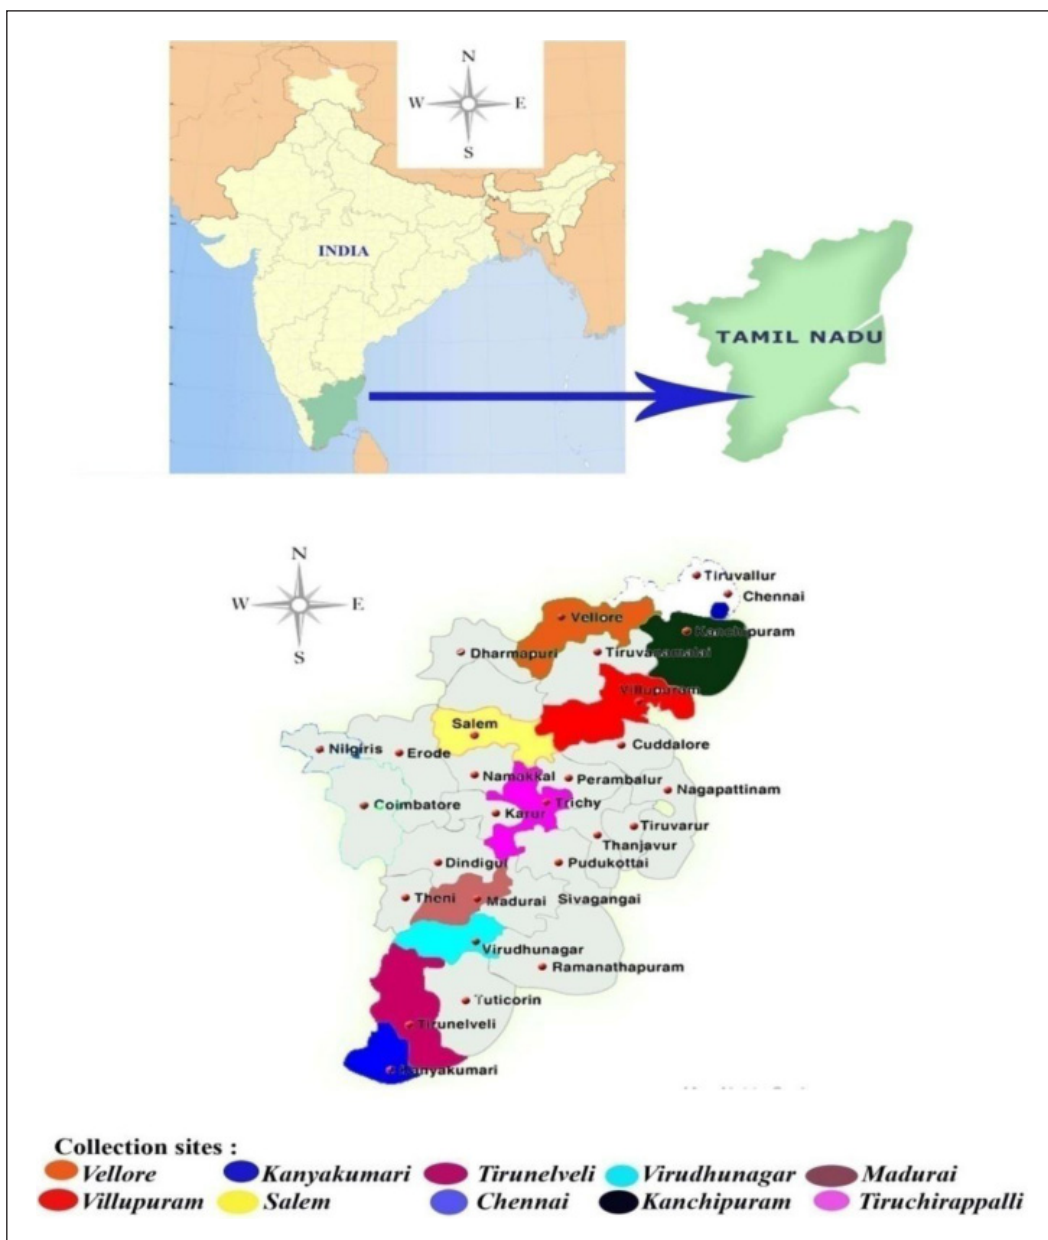 N
W E
S
INDIA
TAMIL NADU
N
W E
S
Tiruvallur
Chennai
Vellore
Kanchipuram
Dharmapuri
Tiruvanamalai
Villupuram
Salem
Cuddalore
Nilgiris
Erode
Namakkal
Perambalur
Nagapattinam
Coimbatore
Trichy
Karur
Tiruvarur
Thanjavur
Dindigul
Pudukottai
Theni
Madurai
Sivagangai
Virudhunagar
Ramanathapuram
Tuticorin
Tirunelveli
Kanyakumari
Collection sites :
Vellore Kanyakumari Tirunelveli Virudhunagar Madurai
Villupuram Salem Chennai Kanchipuram Tiruchirappalli